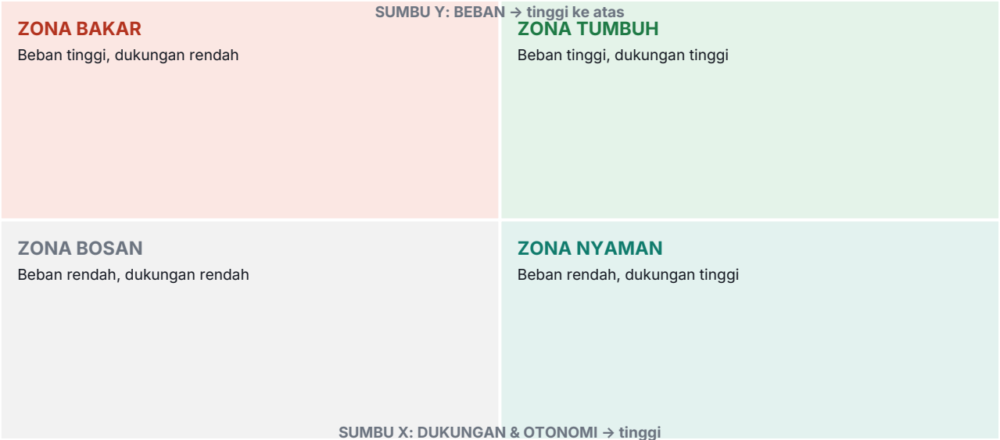 SUMBU Y: BEBAN → tinggi ke atas
ZONA BAKAR
Beban tinggi, dukungan rendah
ZONA TUMBUH
Beban tinggi, dukungan tinggi
ZONA BOSAN
Beban rendah, dukungan rendah
ZONA NYAMAN
Beban rendah, dukungan tinggi
SUMBU X: DUKUNGAN & OTONOMI → tinggi